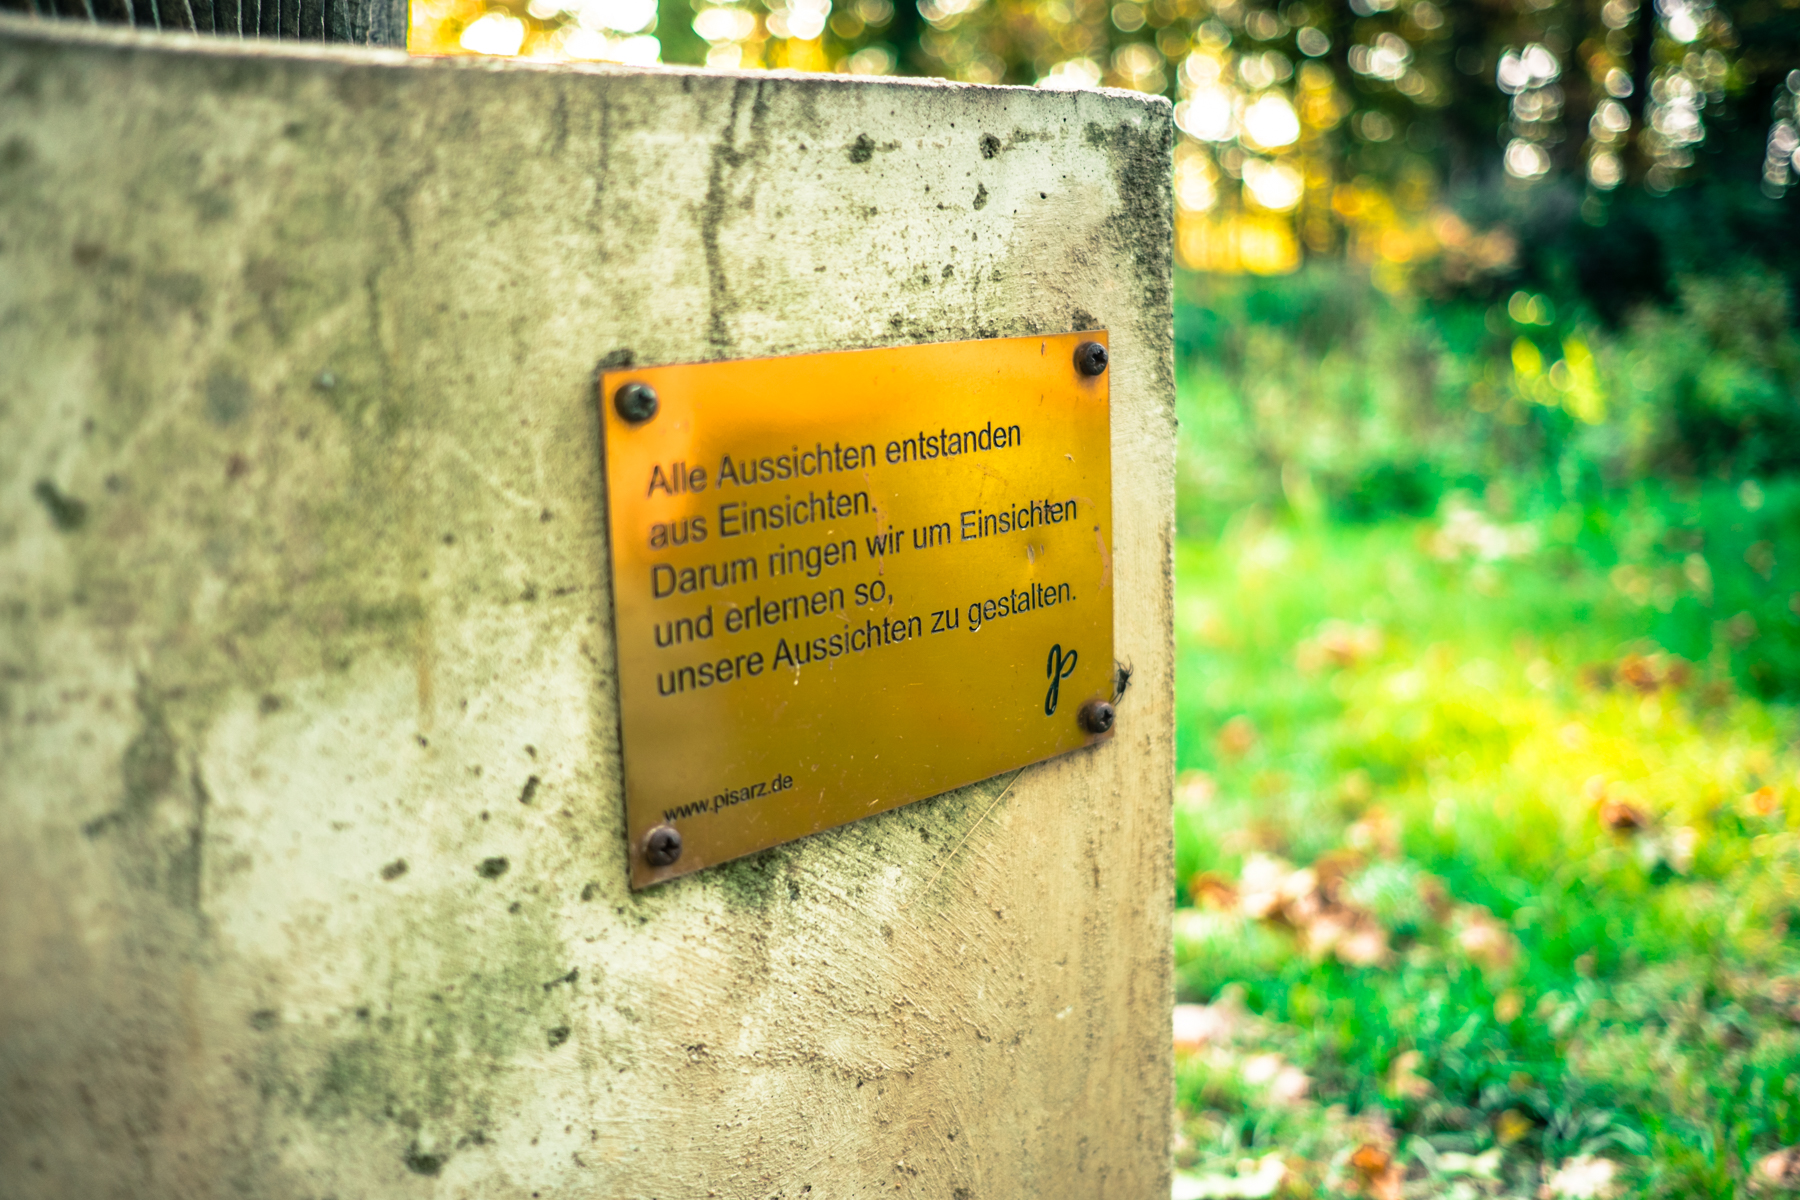 Alle Aussichten entstanden
aus Einsichten.
Darum ringen wir um Einsichten
und erlernen so,
unsere Aussichten zu gestalten.
www.pisarz.de